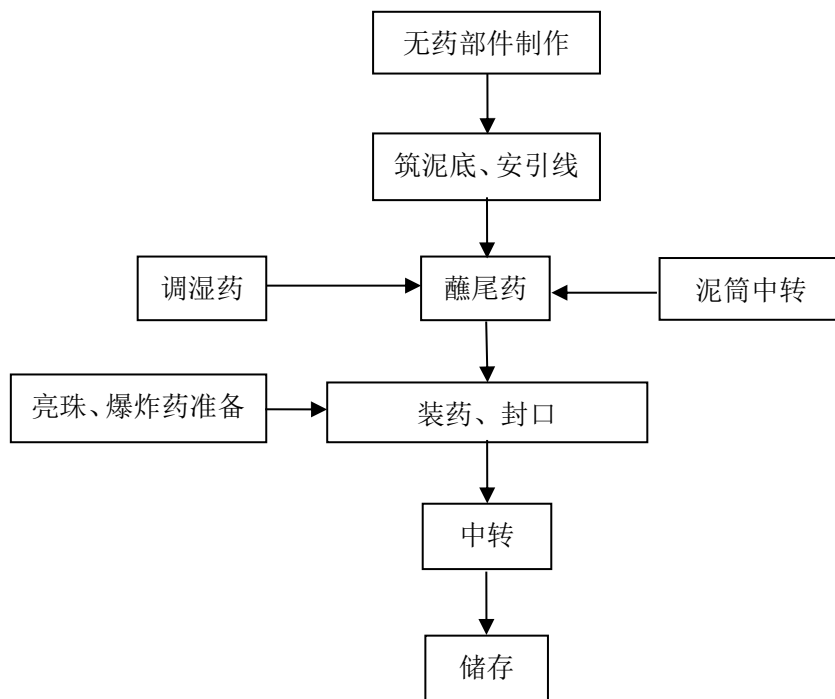 无药部件制作
筑泥底、安引线
调湿药
蘸尾药
泥筒中转
亮珠、爆炸药准备
装药、封口
中转
储存